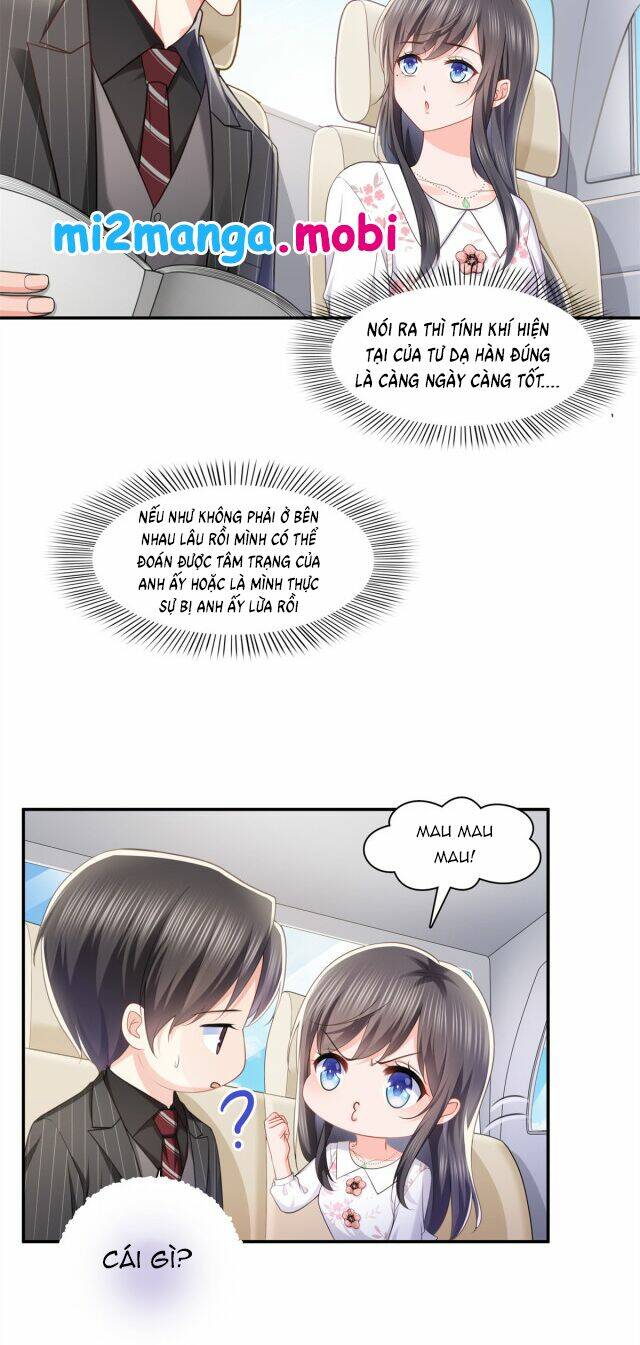 mi2manga.mobi
NÓI RA THÌ TÍNH KHÍ HIỆN
TẠI CỦA TƯ DẠ HÀN ĐÚNG
LÀ CÀNG NGÀY CÀNG TỐT....
NẾU NHƯ KHÔNG PHẢI Ở BÊN
NHAU LÂU RỒI MÌNH CÓ THỂ
ĐOÁN ĐƯỢC TÂM TRẠNG CỦA
ANH ẤY HOẶC LÀ MÌNH THỰC
SỰ BỊ ANH ẤY LỪA RỒI
MAU MAU
MAU!
?
CÁI GÌ?